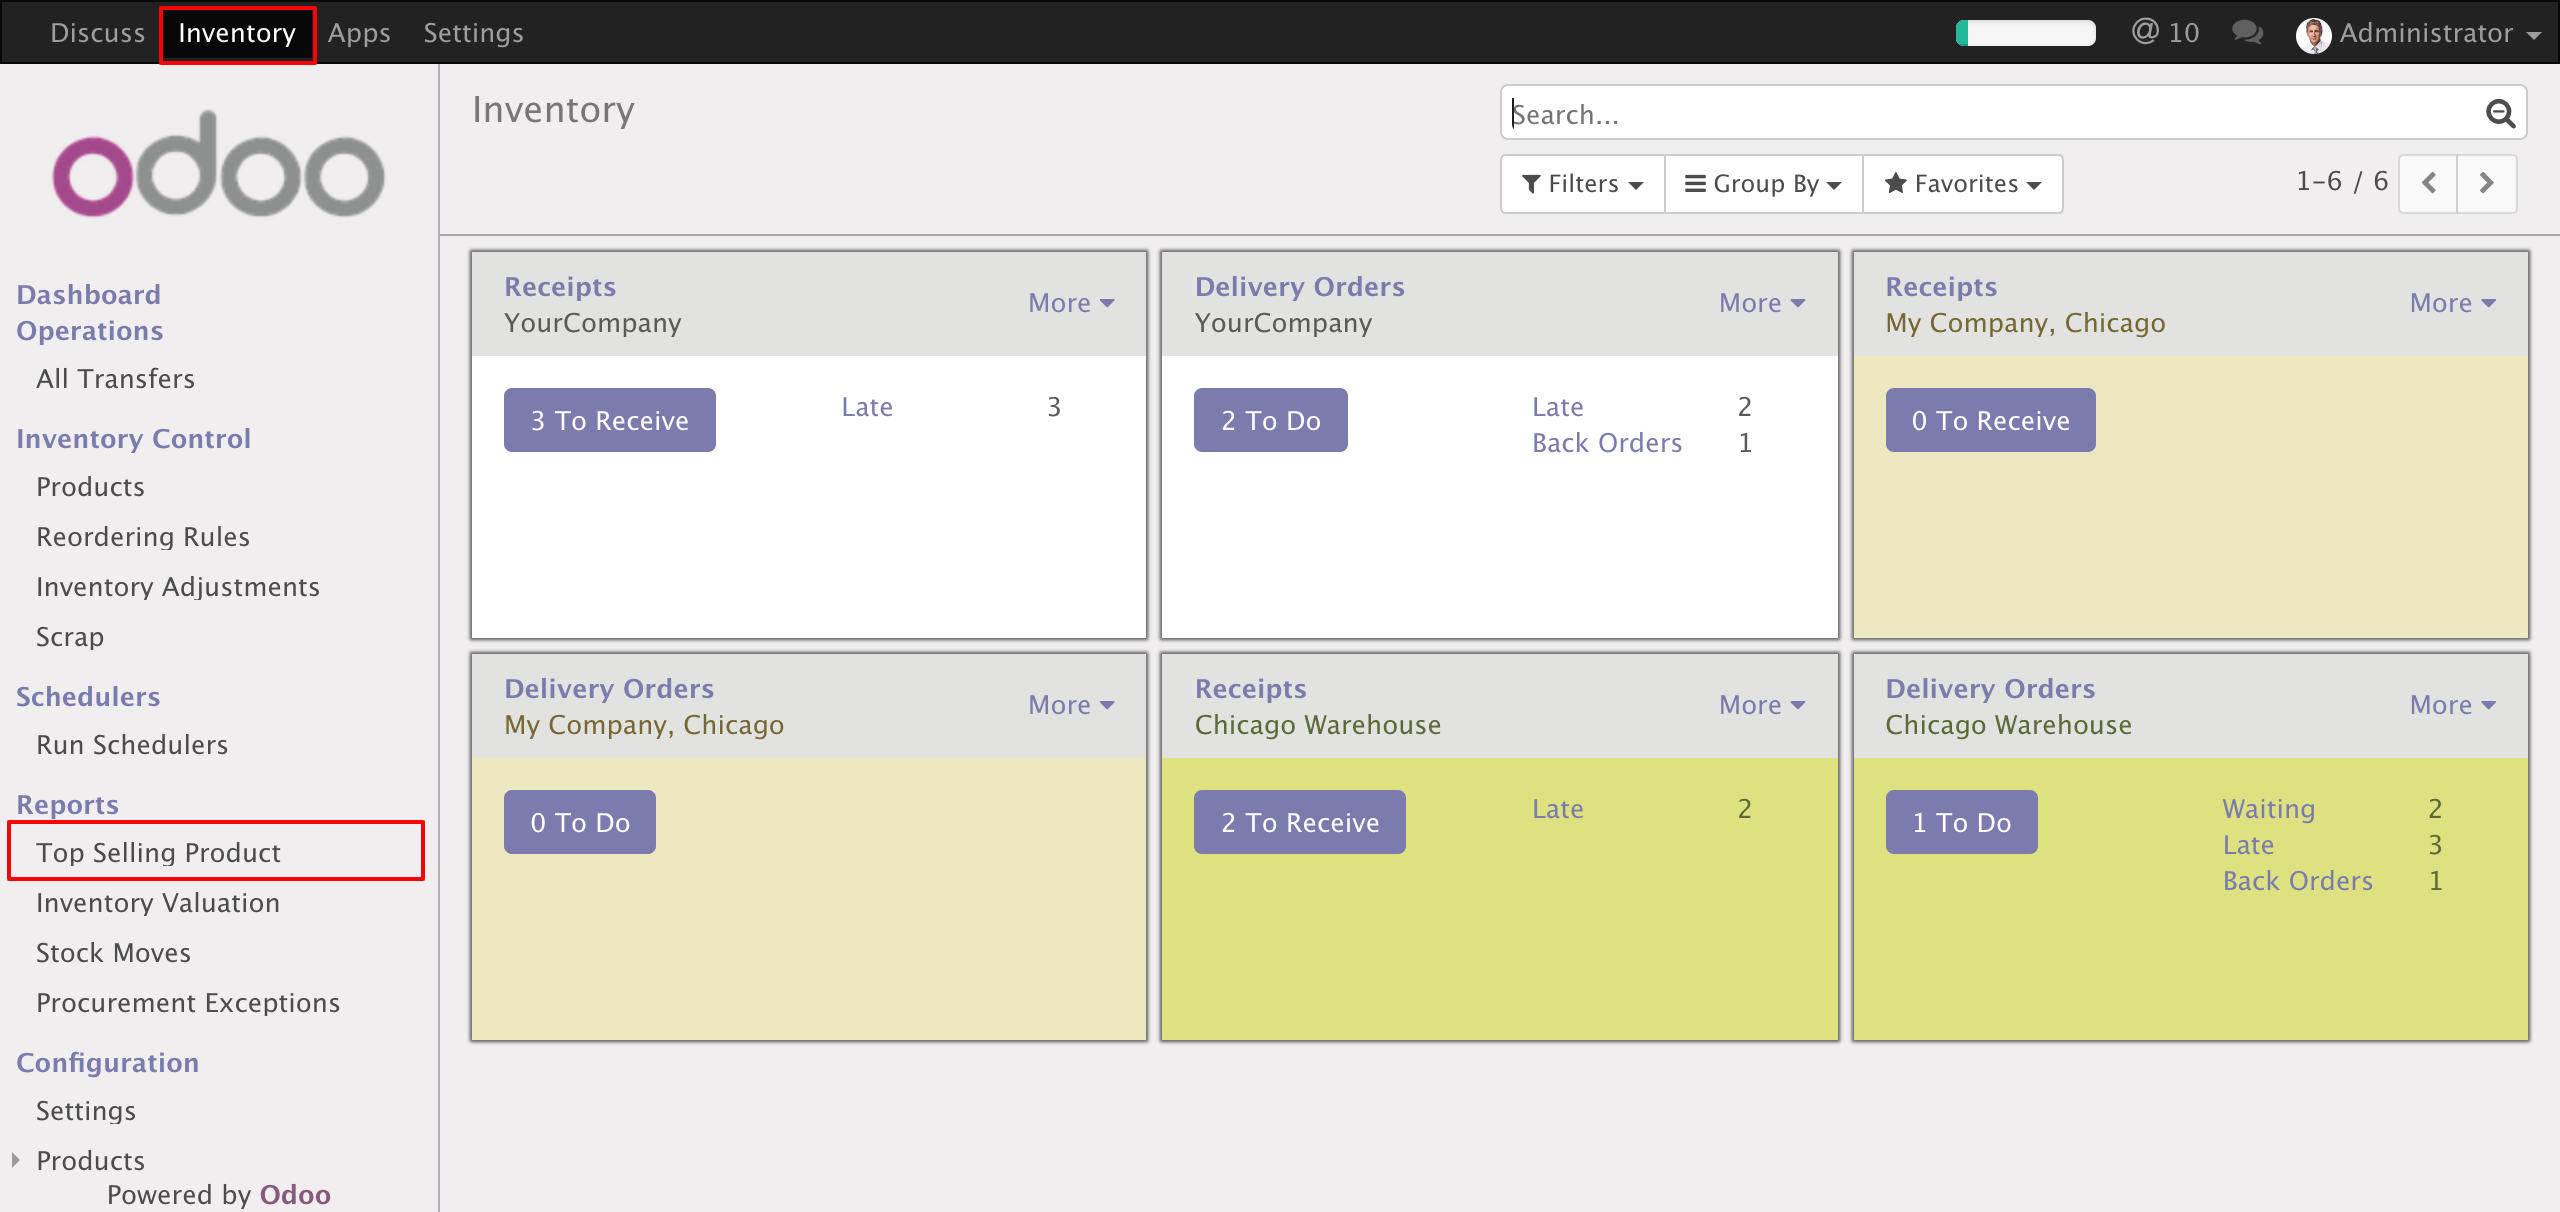 Discuss Inventory Apps Settings @ 10 Administrator
odoo
Dashboard
Operations
All Transfers
Inventory Control
Products
Reordering Rules
Inventory Adjustments
Scrap
Schedulers
Run Schedulers
Reports
Top Selling Product
Inventory Valuation
Stock Moves
Procurement Exceptions
Configuration
Settings
Products
Powered by Odoo
Inventory
Search...
Filters Group By Favorites 1-6 / 6
Receipts
YourCompany
More
3 To Receive
Late 3
Delivery Orders
YourCompany
More
2 To Do
Late 2
Back Orders 1
Receipts
My Company, Chicago
More
0 To Receive
Delivery Orders
My Company, Chicago
More
0 To Do
Receipts
Chicago Warehouse
More
2 To Receive
Late 2
Delivery Orders
Chicago Warehouse
More
1 To Do
Waiting 2
Late 3
Back Orders 1